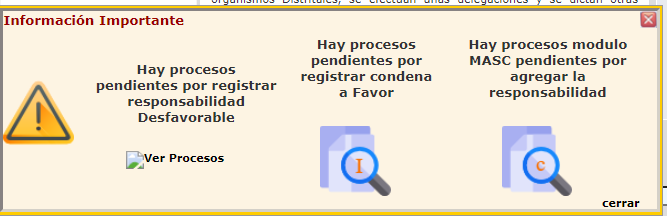 organismos Distritales, se efectúan unas delegaciones y se dictan otras
Información Importante
Hay procesos
pendientes por registrar
responsabilidad
Desfavorable
Ver Procesos
Hay procesos
pendientes por
registrar condena
a Favor
I
Hay procesos modulo
MASC pendientes por
agregar la
responsabilidad
c
cerrar